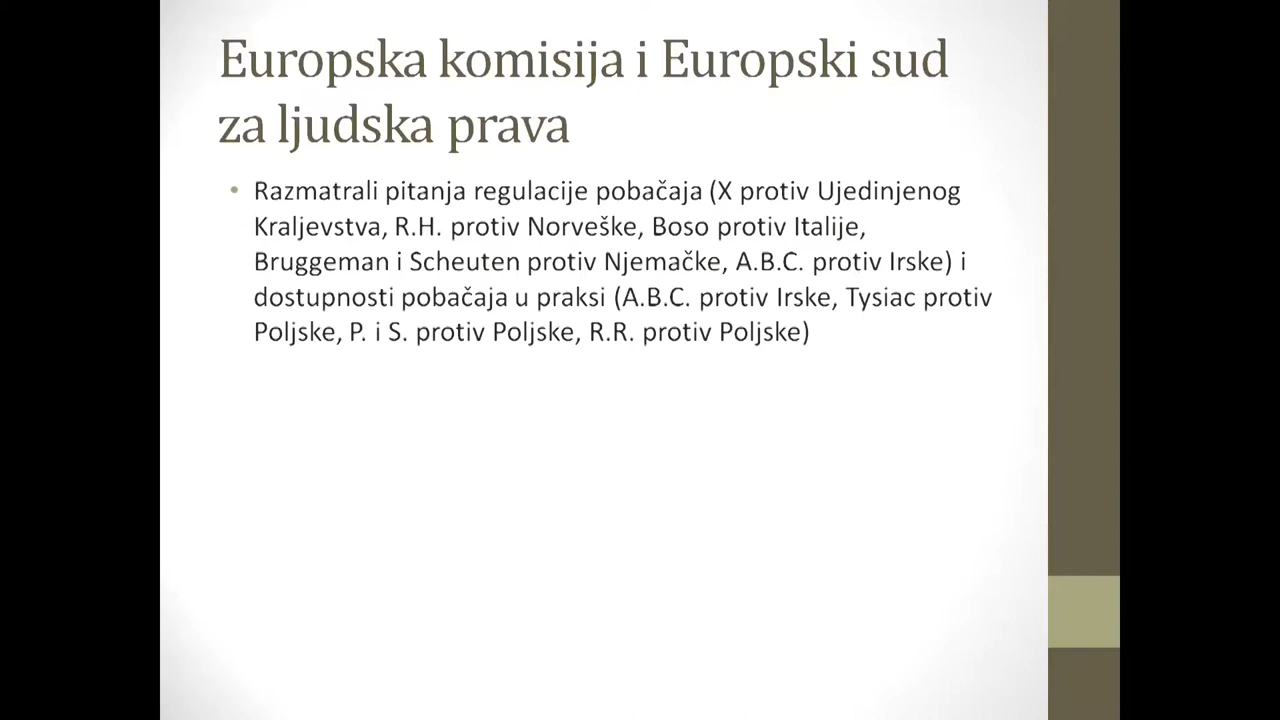 Europska komisija i Europski sud
za ljudska prava
• Razmatrali pitanja regulacije pobačaja (X protiv Ujedinjenog
Kraljevstva, R.H. protiv Norveške, Boso protiv Italije,
Bruggeman i Scheuten protiv Njemačke, A.B.C. protiv Irske) i
dostupnosti pobačaja u praksi (A.B.C. protiv Irske, Tysiac protiv
Poljske, P. i S. protiv Poljske, R.R. protiv Poljske)